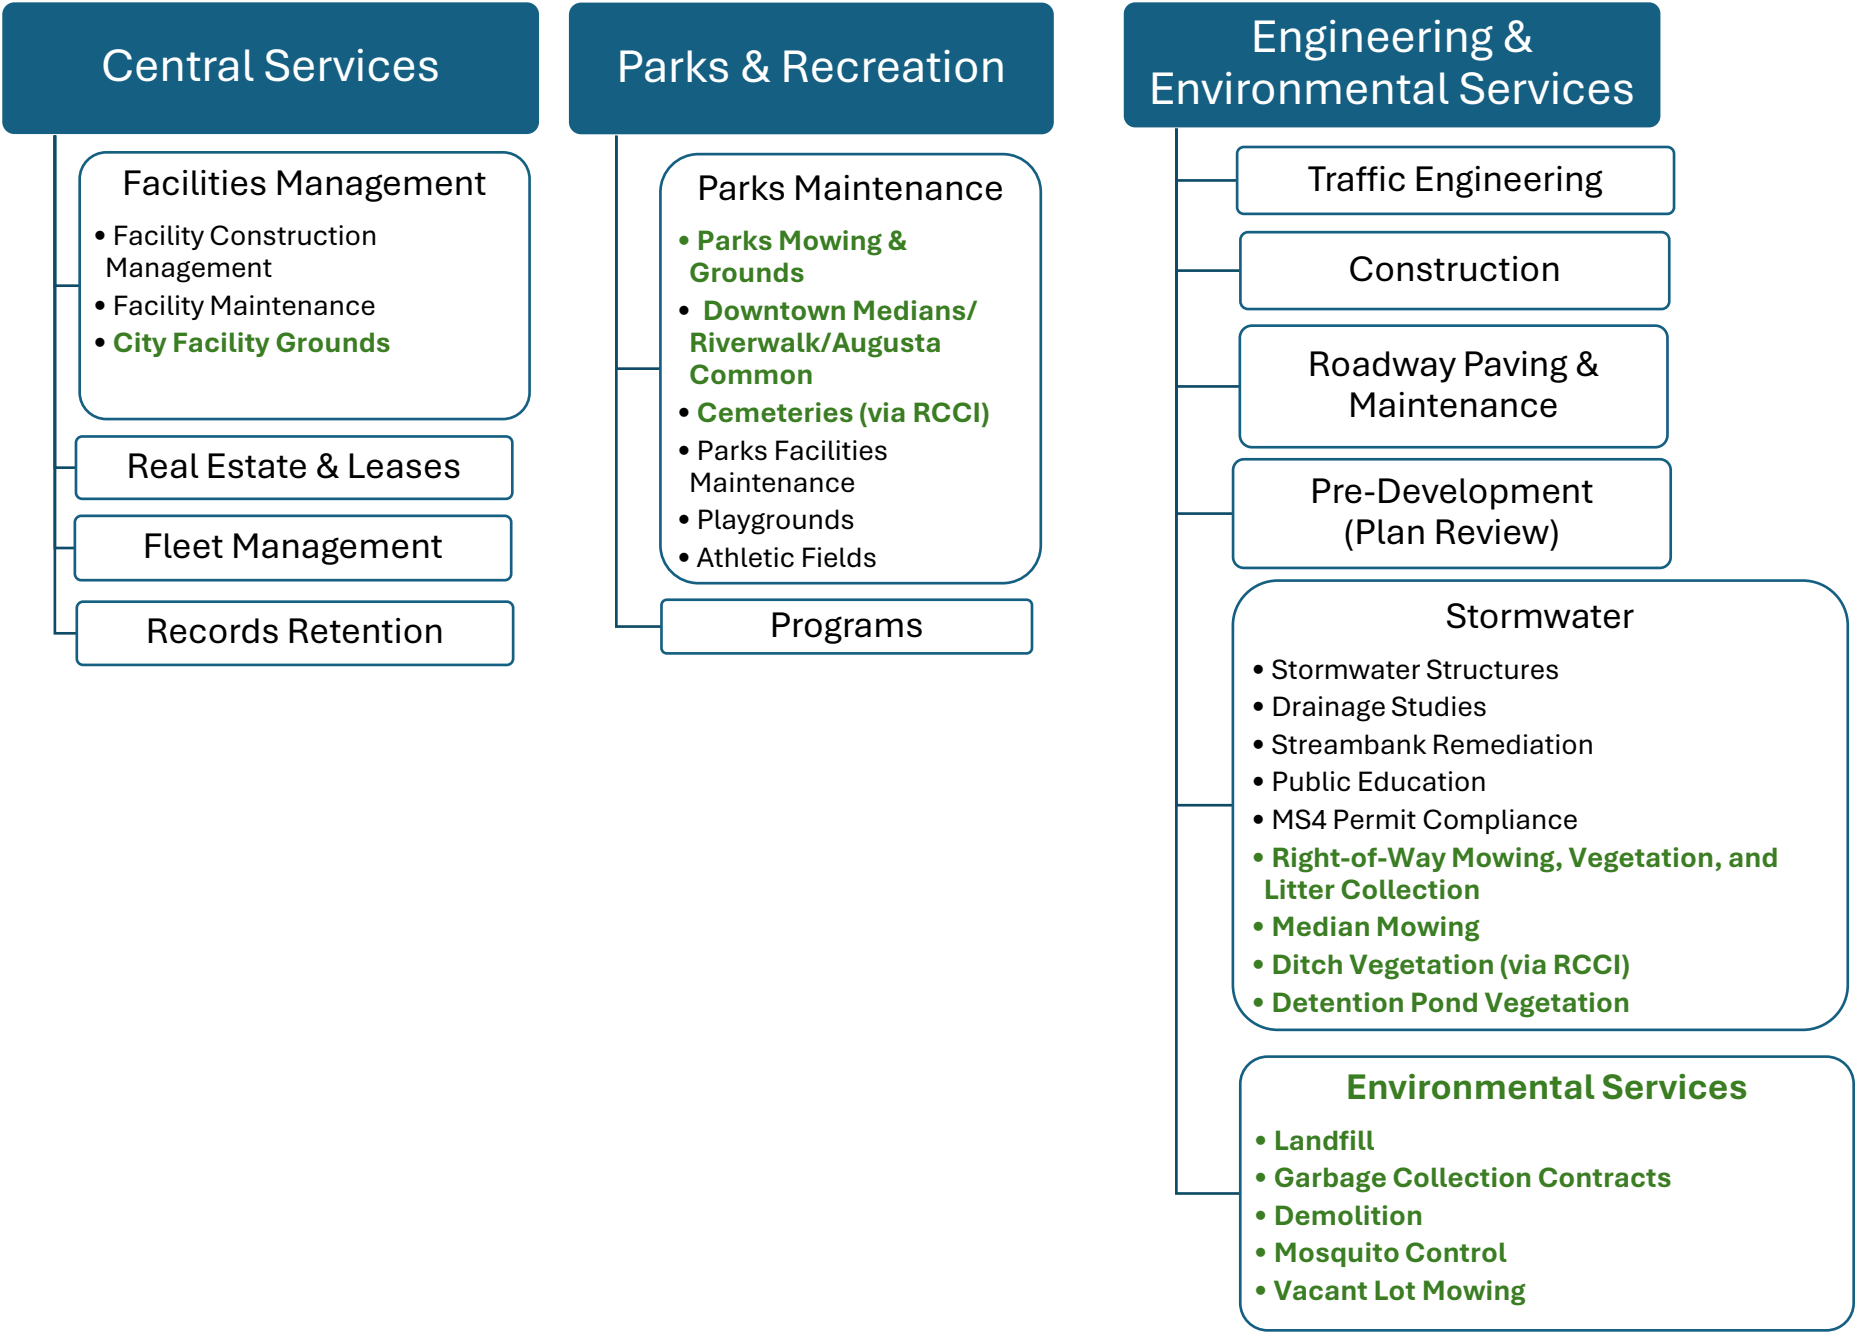 Central Services
Facilities Management
• Facility Construction
Management
• Facility Maintenance
• City Facility Grounds
Real Estate & Leases
Fleet Management
Records Retention
Parks & Recreation
Parks Maintenance
• Parks Mowing &
Grounds
• Downtown Medians/
Riverwalk/Augusta
Common
• Cemeteries (via RCCI)
• Parks Facilities
Maintenance
• Playgrounds
• Athletic Fields
Programs
Engineering &
Environmental Services
Traffic Engineering
Construction
Roadway Paving &
Maintenance
Pre-Development
(Plan Review)
Stormwater
• Stormwater Structures
• Drainage Studies
• Streambank Remediation
• Public Education
• MS4 Permit Compliance
• Right-of-Way Mowing, Vegetation, and
Litter Collection
• Median Mowing
• Ditch Vegetation (via RCCI)
• Detention Pond Vegetation
Environmental Services
• Landfill
• Garbage Collection Contracts
• Demolition
• Mosquito Control
• Vacant Lot Mowing